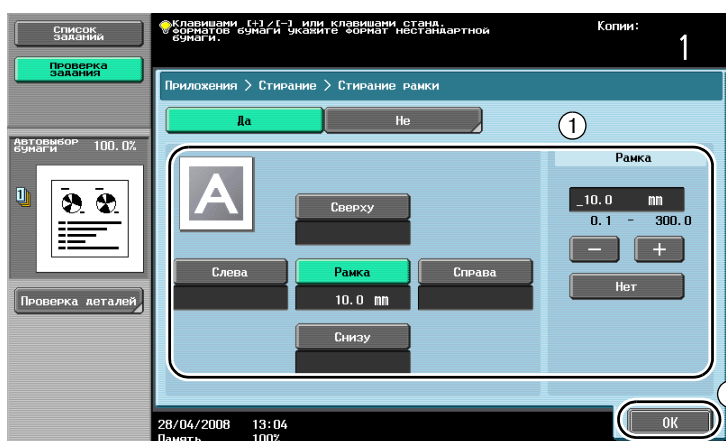 Список
заданий
Проверка
задания
Клавишами [+]/[-] или клавишами станд.
форматов бумаги укажите формат нестандартной
бумаги.
Копии:
1
Приложения > Стирание > Стирание рамки
Да
Не
1
Автовыбор
бумаги
100.0%
1
Проверка деталей
A
Сверху
Слева
Рамка
Справа
10.0 mm
Снизу
Рамка
_10.0 mm
0.1 - 300.0
− +
Нет
OK
28/04/2008 13:04
Память 100%